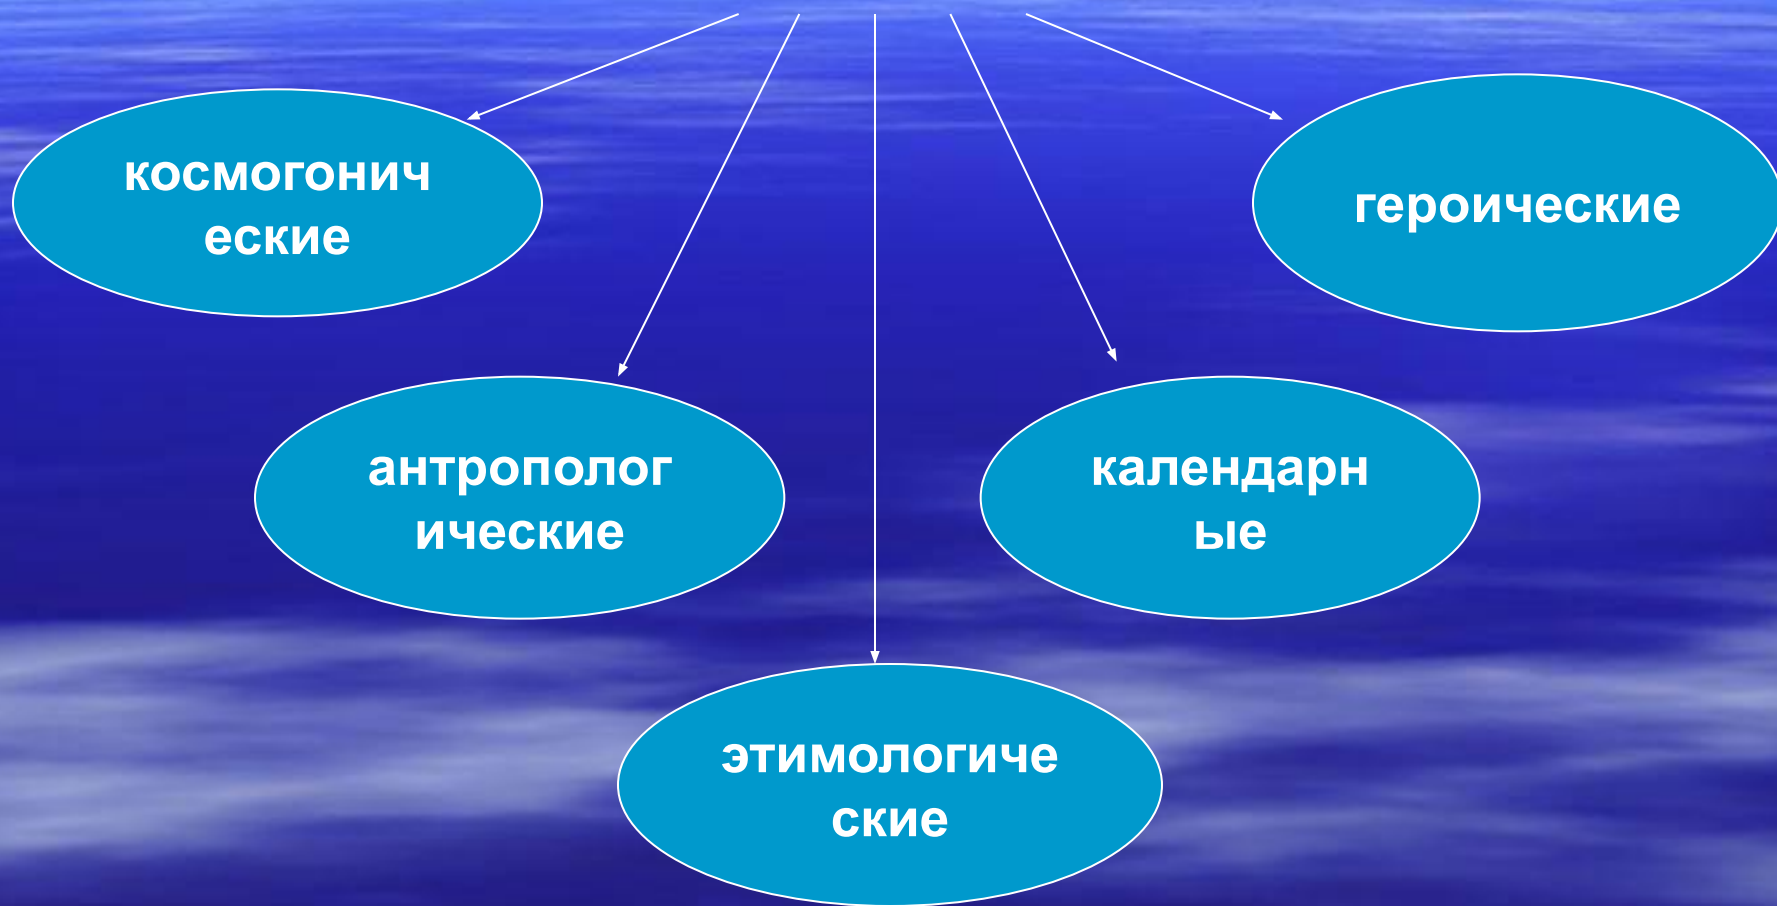 космогонич
еские
героические
антрополог
ические
календарн
ые
этимологиче
ские